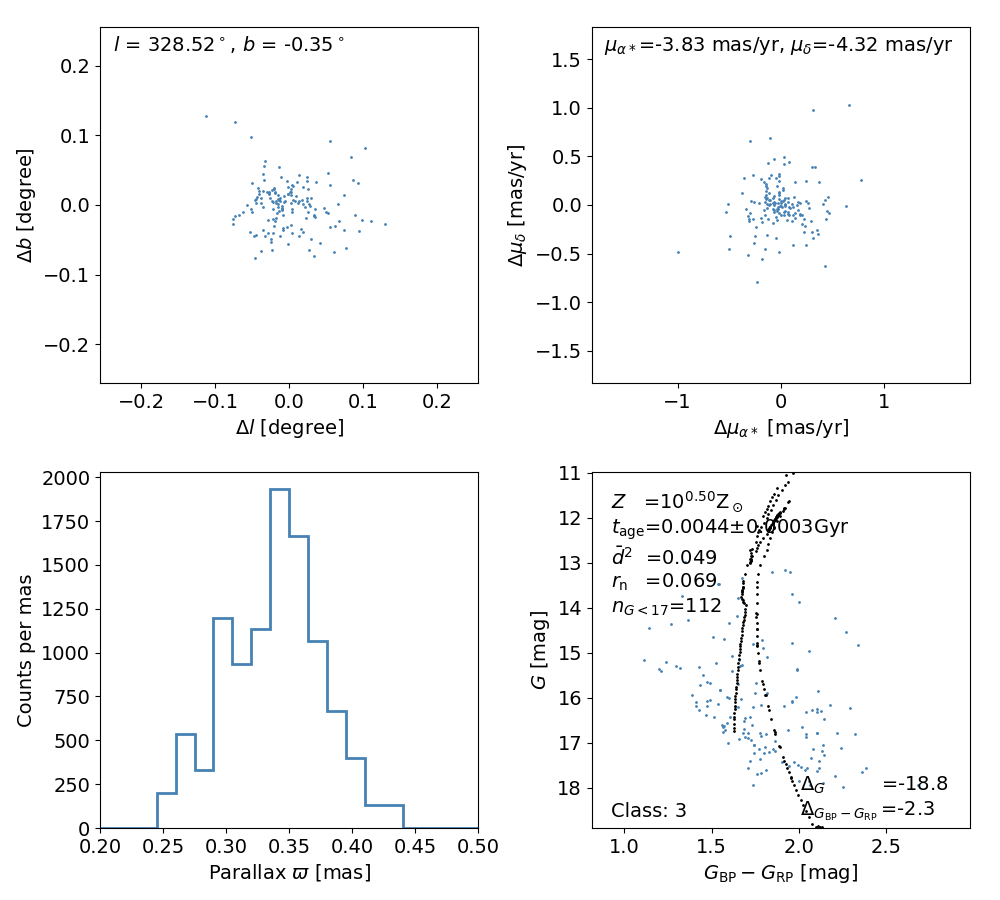 l = 328.52°, b = -0.35°
0.2
0.1
0.0
−0.1
−0.2
Δb [degree]
−0.2 −0.1 0.0 0.1 0.2
Δl [degree]
μα*=-3.83 mas/yr, μδ=-4.32 mas/yr
1.5
1.0
0.5
0.0
−0.5
−1.0
−1.5
Δμδ [mas/yr]
−1 0 1
Δμα* [mas/yr]
2000
1750
1500
1250
1000
750
500
250
0
Counts per mas
0.20 0.25 0.30 0.35 0.40 0.45 0.50
Parallax ϖ [mas]
11
12
13
14
15
16
17
18
G [mag]
Z =10^0.50 Z⊙
t_age=0.0044±0.0003Gyr
d̄² =0.049
r_n =0.069
n_G<17=112
Δ_G =-18.8
Δ_G_BP−G_RP =-2.3
Class: 3
1.0 1.5 2.0 2.5
G_BP − G_RP [mag]